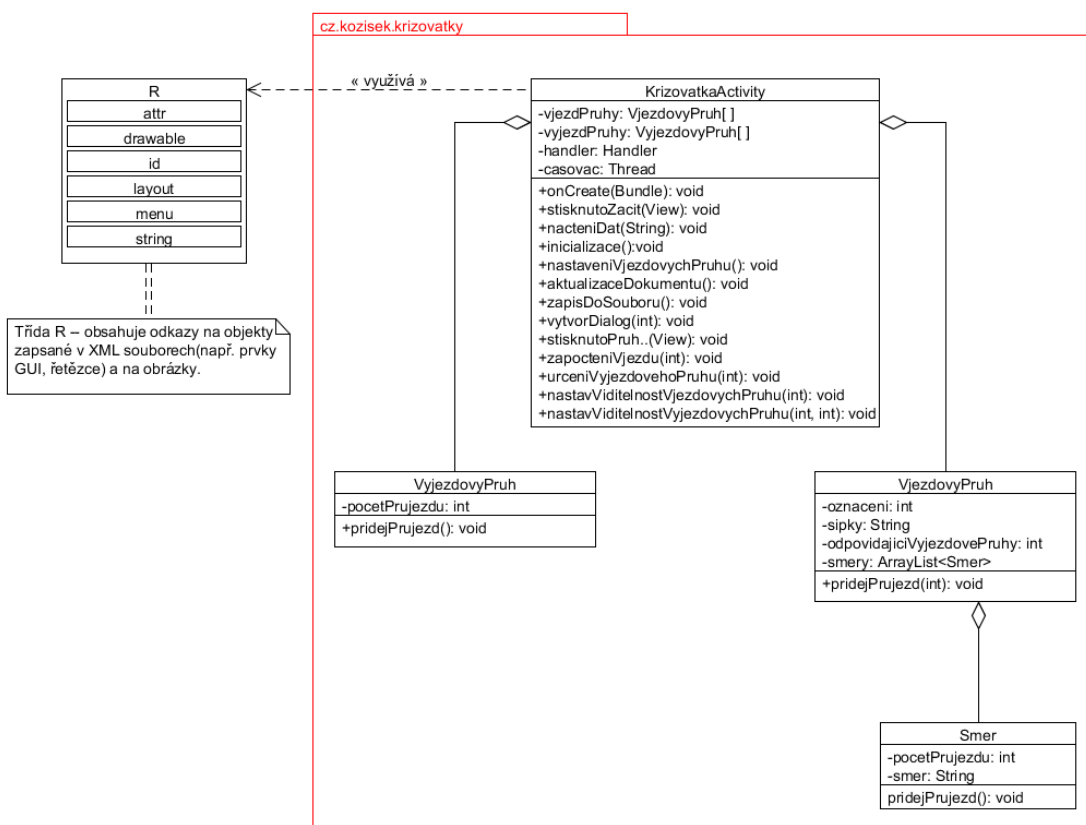 cz.kozisek.krizovatky
R
attr
drawable
id
layout
menu
string
« využívá »
Třída R – obsahuje odkazy na objekty
zapsané v XML souborech(např. prvky
GUI, řetězce) a na obrázky.
KrizovatkaActivity
-vjezdPruhy: VjezdovyPruh[ ]
-vyjezdPruhy: VyjezdovyPruh[ ]
-handler: Handler
-casovac: Thread
+onCreate(Bundle): void
+stisknutoZacit(View): void
+nacteniDat(String): void
+inicializace():void
+nastaveniVjezdovychPruhu(): void
+aktualizaceDokumentu(): void
+zapisDoSouboru(): void
+vytvorDialog(int): void
+stisknutoPruh..(View): void
+zapocteniVjezdu(int): void
+urceniVyjezdovehoPruhu(int): void
+nastavViditelnostVjezdovychPruhu(int): void
+nastavViditelnostVyjezdovychPruhu(int, int): void
VyjezdovyPruh
-pocetPrujezdu: int
+pridejPrujezd(): void
VjezdovyPruh
-oznaceni: int
-sipky: String
-odpovidajiciVyjezdovePruhy: int
-smery: ArrayList<Smer>
+pridejPrujezd(int): void
Smer
-pocetPrujezdu: int
-smer: String
pridejPrujezd(): void